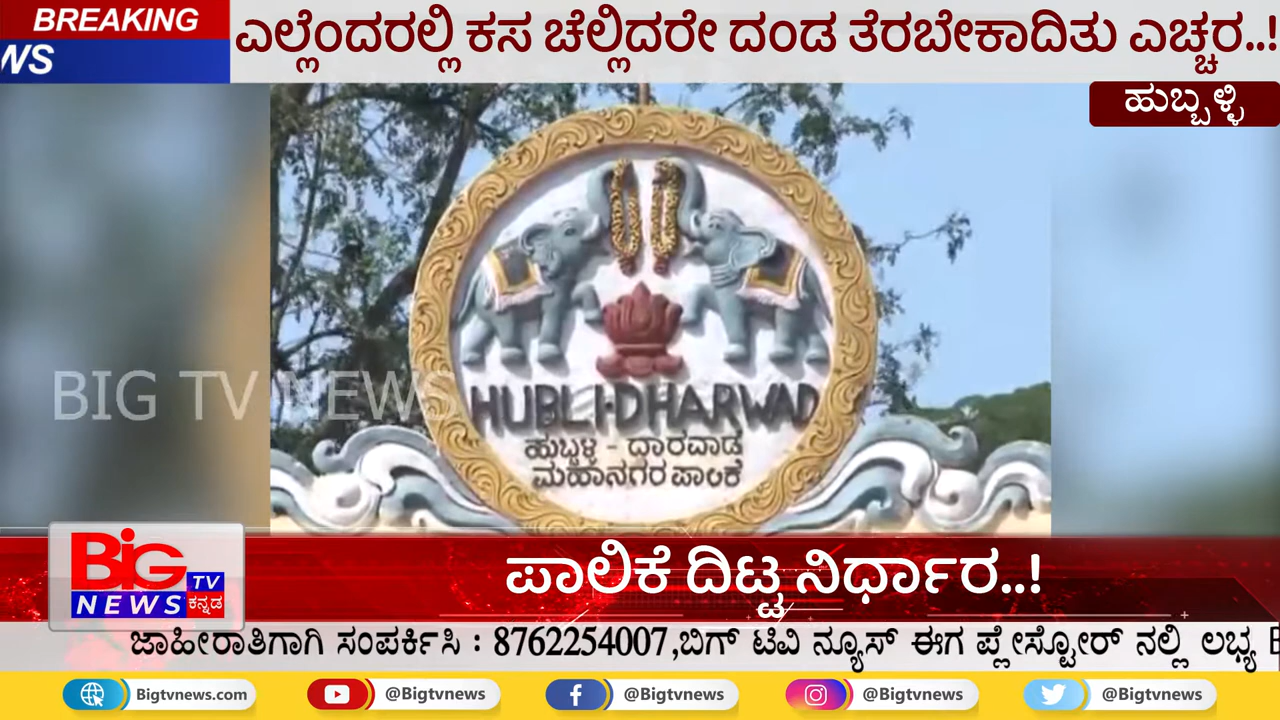 BREAKING
NEWS
ಎಲ್ಲೆಂದರಲ್ಲಿ ಕಸ ಚೆಲ್ಲಿದರೇ ದಂಡ ತೆರಬೇಕಾದಿತು ಎಚ್ಚರ..!
ಹುಬ್ಬಳ್ಳಿ
BIG TV NEWS
HUBLI-DHARWAD
ಹುಬ್ಬಳ್ಳಿ - ಧಾರವಾಡ
ಮಹಾನಗರ ಪಾಲಿಕೆ
BIG TV
NEWS ಕನ್ನಡ
ಪಾಲಿಕೆ ದಿಟ್ಟ ನಿರ್ಧಾರ..!
ಜಾಹೀರಾತಿಗಾಗಿ ಸಂಪರ್ಕಿಸಿ : 8762254007,ಬಿಗ್ ಟಿವಿ ನ್ಯೂಸ್ ಈಗ ಪ್ಲೇಸ್ಟೋರ್ ನಲ್ಲಿ ಲಭ್ಯ
Bigtvnews.com @Bigtvnews @Bigtvnews @Bigtvnews @Bigtvnews